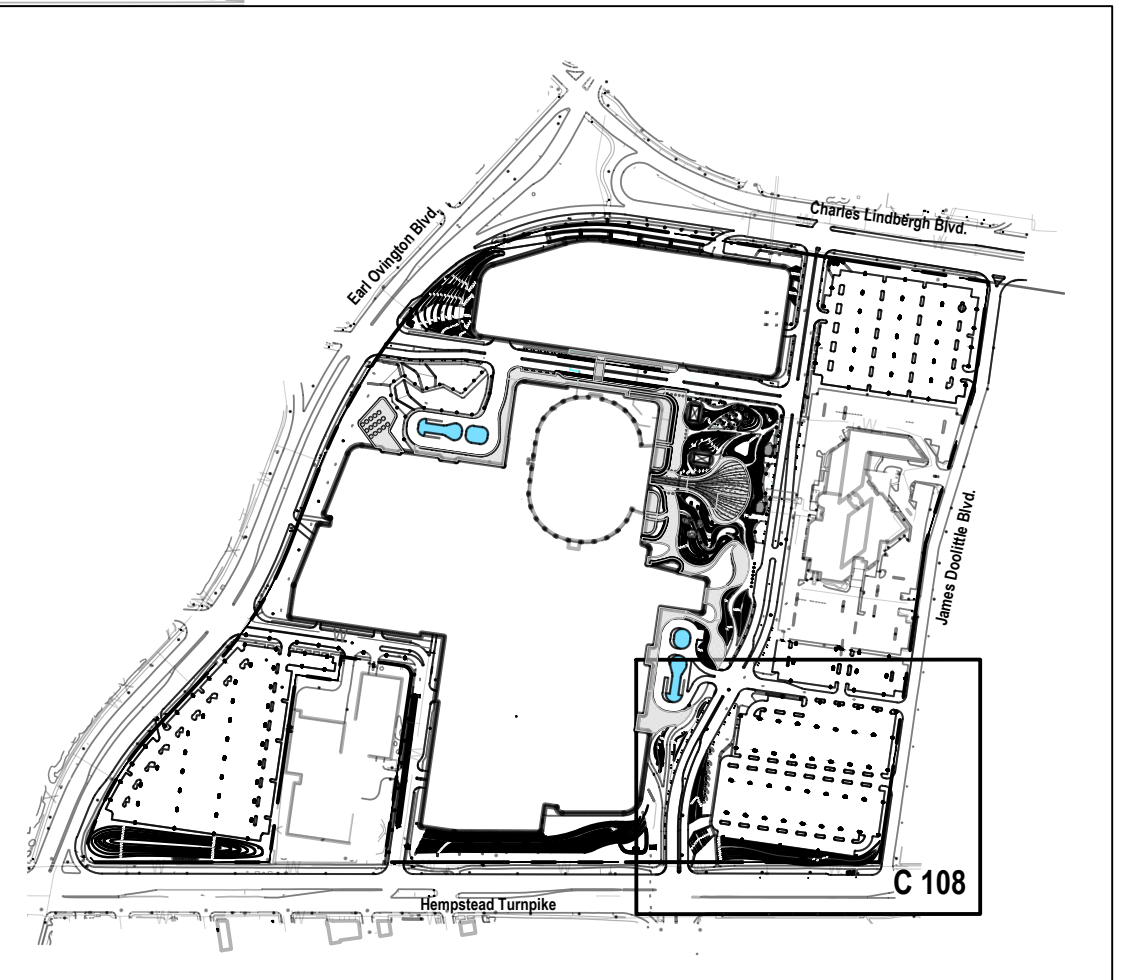 Charles Lindbergh Blvd.
Earl Ovington Blvd.
James Doolittle Blvd.
C 108
Hempstead Turnpike